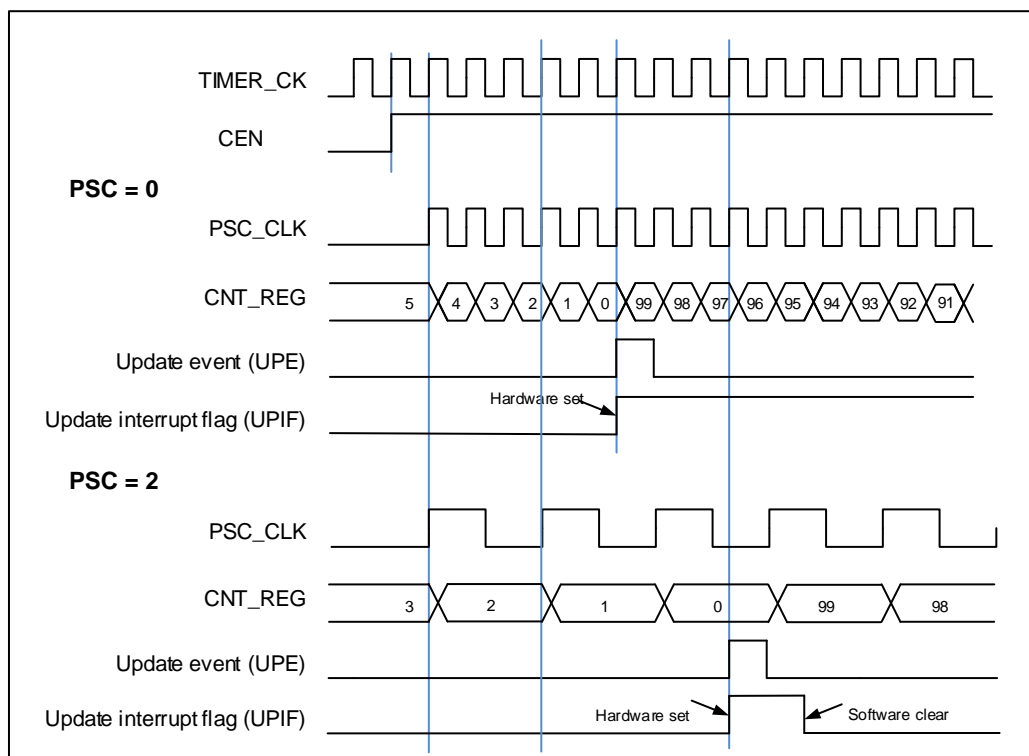 TIMER_CK
CEN
PSC = 0
PSC_CLK
CNT_REG
5 4 3 2 1 0 99 98 97 96 95 94 93 92 91
Update event (UPE)
Hardware set
Update interrupt flag (UPIF)
PSC = 2
PSC_CLK
CNT_REG
3 2 1 0 99 98
Update event (UPE)
Update interrupt flag (UPIF)
Hardware set
Software clear